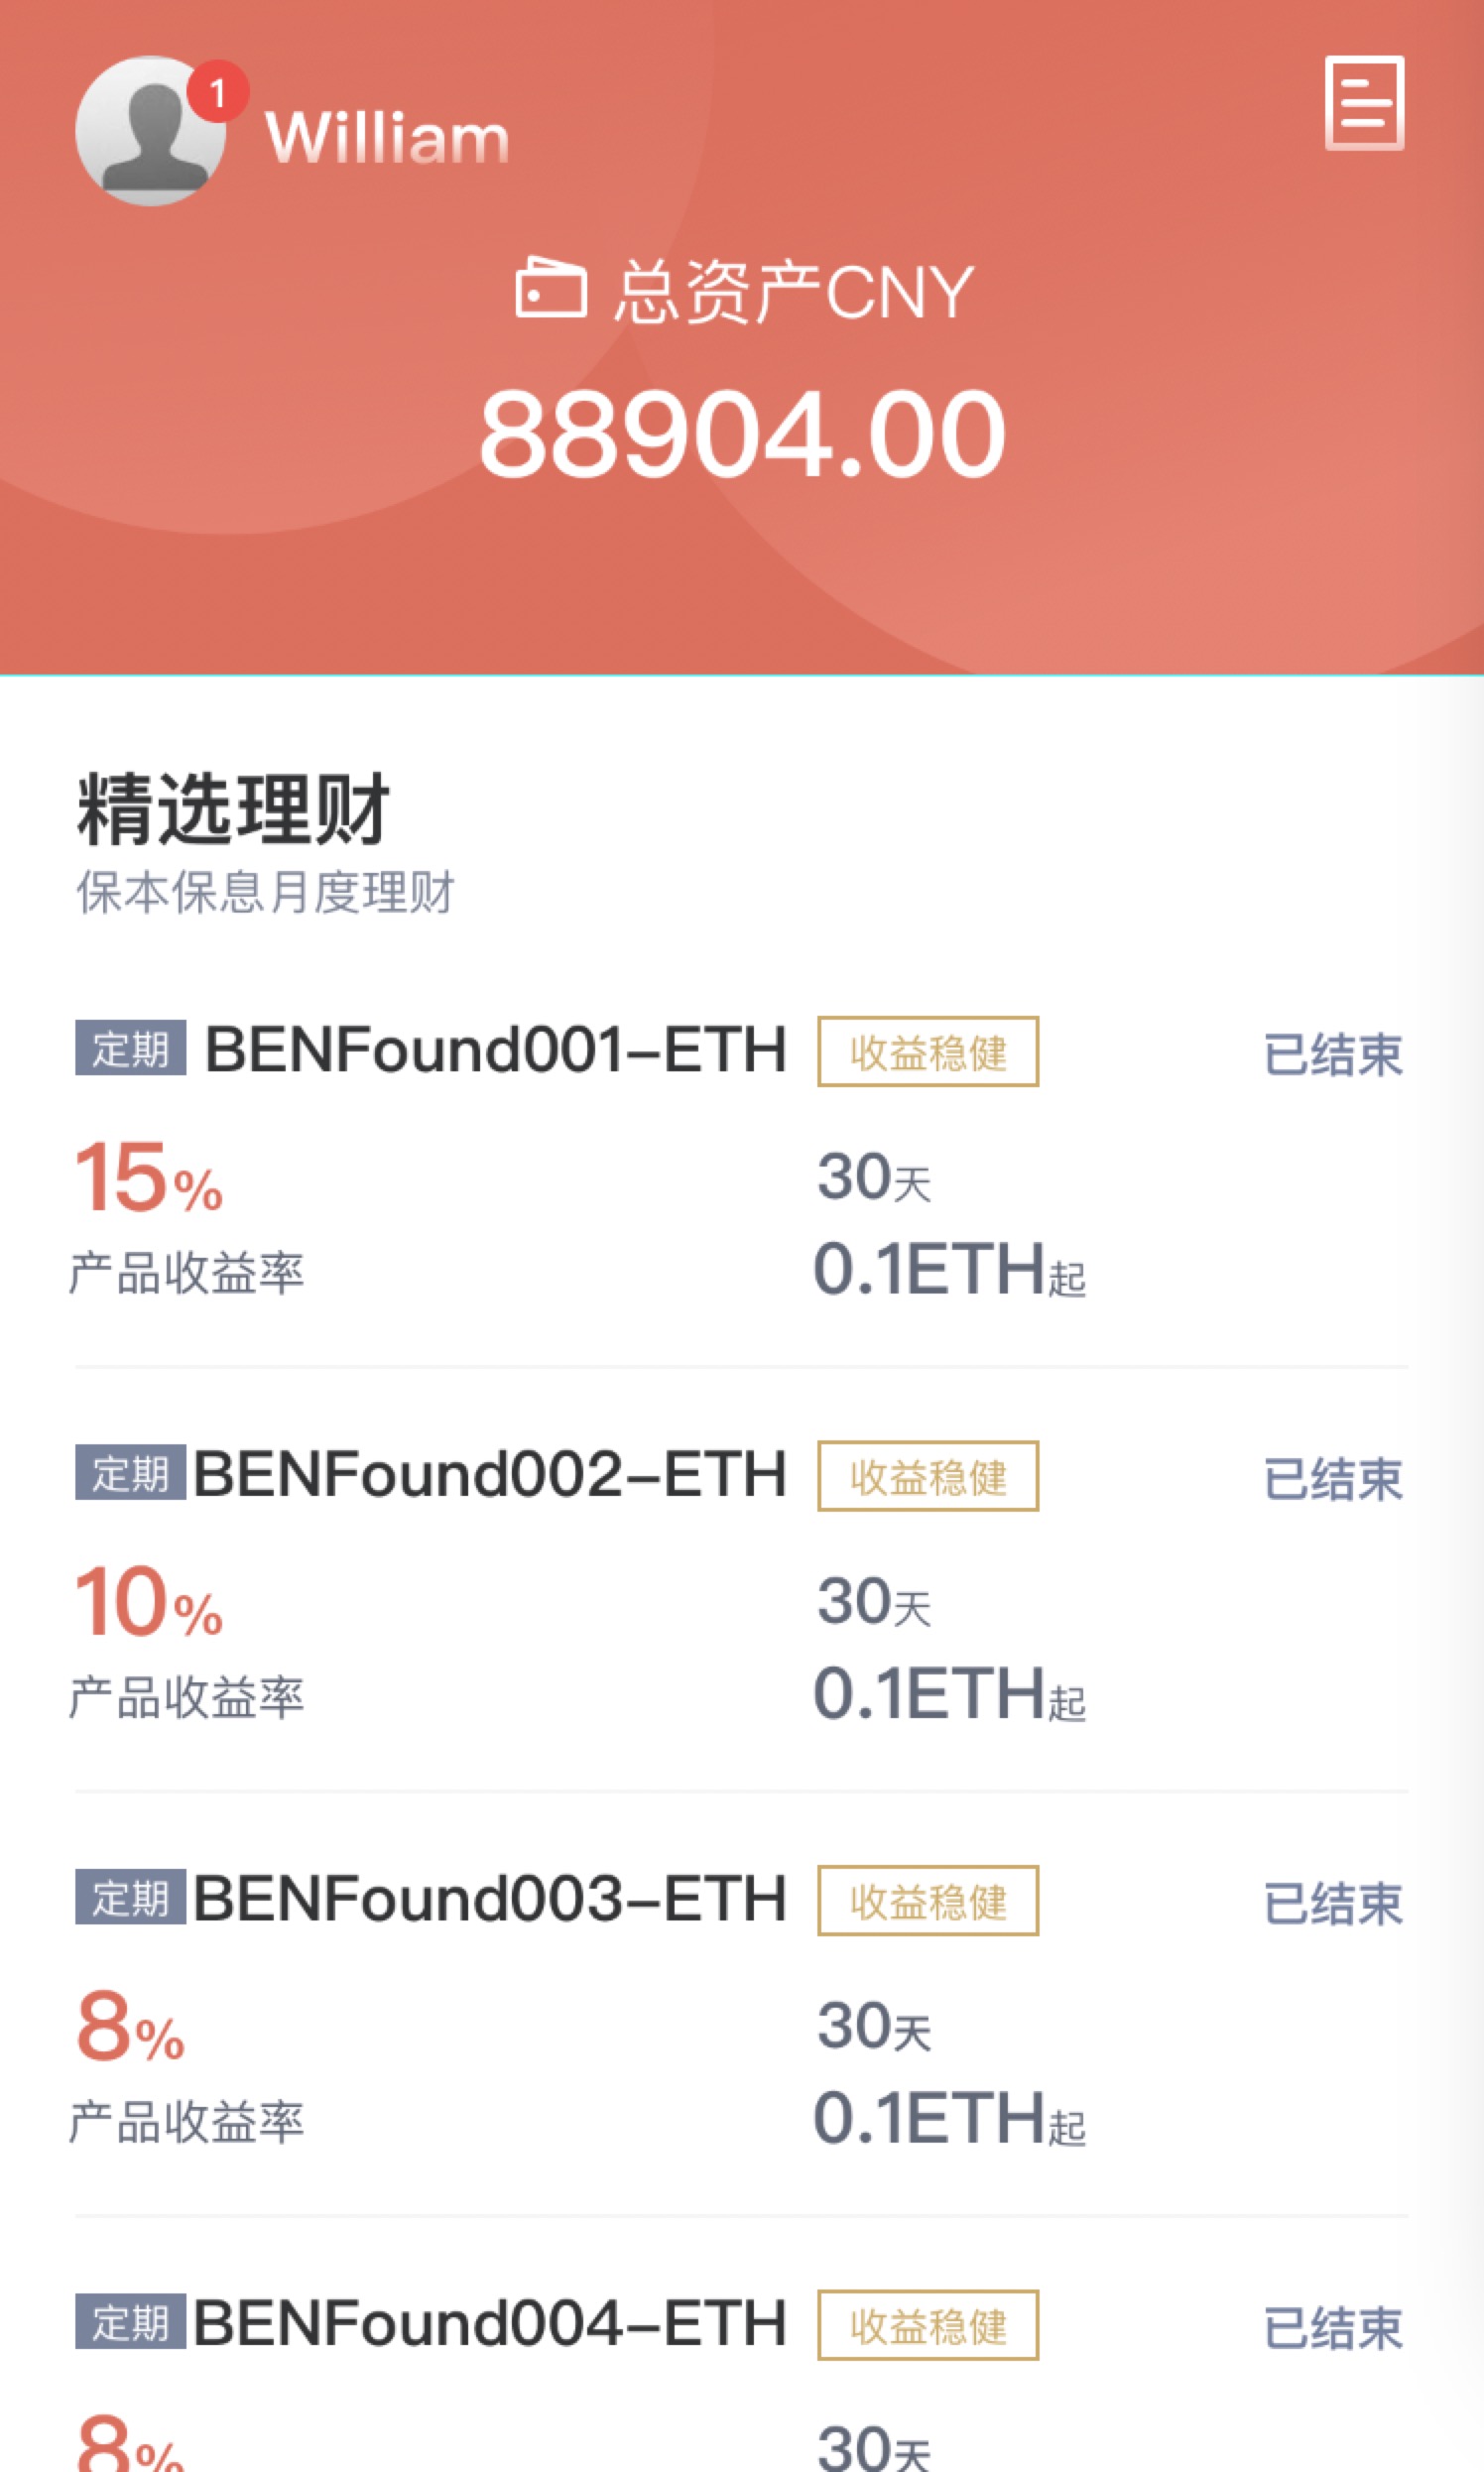 1
William
总资产CNY
88904.00
精选理财
保本保息月度理财
定期 BENFound001-ETH 收益稳健 已结束
15% 30天
产品收益率 0.1ETH起
定期 BENFound002-ETH 收益稳健 已结束
10% 30天
产品收益率 0.1ETH起
定期 BENFound003-ETH 收益稳健 已结束
8% 30天
产品收益率 0.1ETH起
定期 BENFound004-ETH 收益稳健 已结束
8% 30天